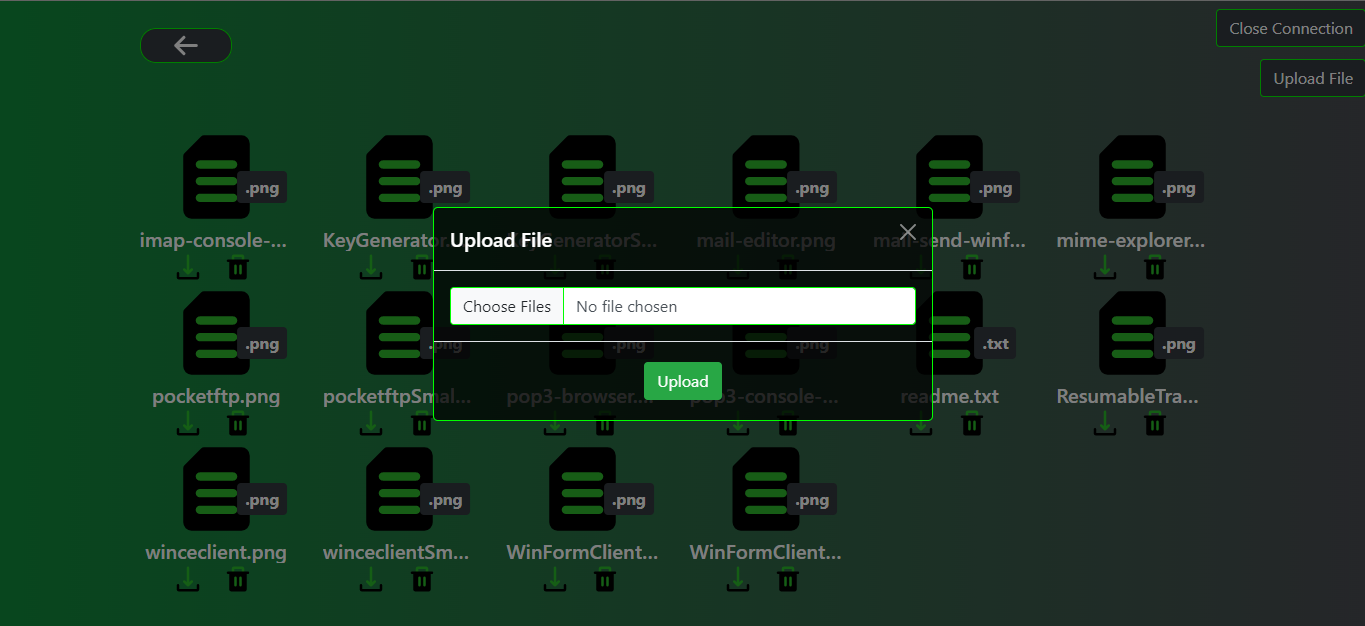 Close Connection
Upload File
.png .png .png .png .png .png
imap-console-... KeyGenerator. KeyGeneratorS... mail-editor.png mail-send-winf... mime-explorer...
Upload File
Choose Files No file chosen
.png .png .png .png .txt .png
Upload
pocketftp.png pocketftpSmal... pop3-browser.... pop3-console-... readme.txt ResumableTra...
.png .png .png .png
winceclient.png winceclientSm... WinFormClient... WinFormClient...